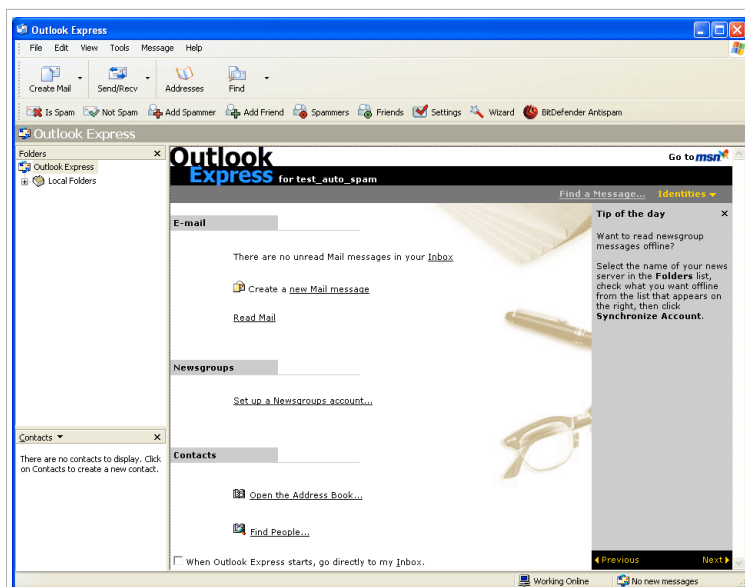 Outlook Express
File Edit View Tools Message Help
Create Mail Send/Recv Addresses Find
Is Spam Not Spam Add Spammer Add Friend Spammers Friends Settings Wizard BitDefender Antispam
Outlook Express
Folders
Outlook Express
Local Folders
Contacts
There are no contacts to display. Click
on Contacts to create a new contact.
Outlook
Express for test_auto_spam
Go to msn
Find a Message... Identities
E-mail
There are no unread Mail messages in your Inbox
Create a new Mail message
Read Mail
Newsgroups
Set up a Newsgroups account...
Contacts
Open the Address Book...
Find People...
When Outlook Express starts, go directly to my Inbox.
Tip of the day
Want to read newsgroup
messages offline?
Select the name of your news
server in the Folders list,
check what you want offline
from the list that appears on
the right, then click
Synchronize Account.
Previous Next
Working Online No new messages